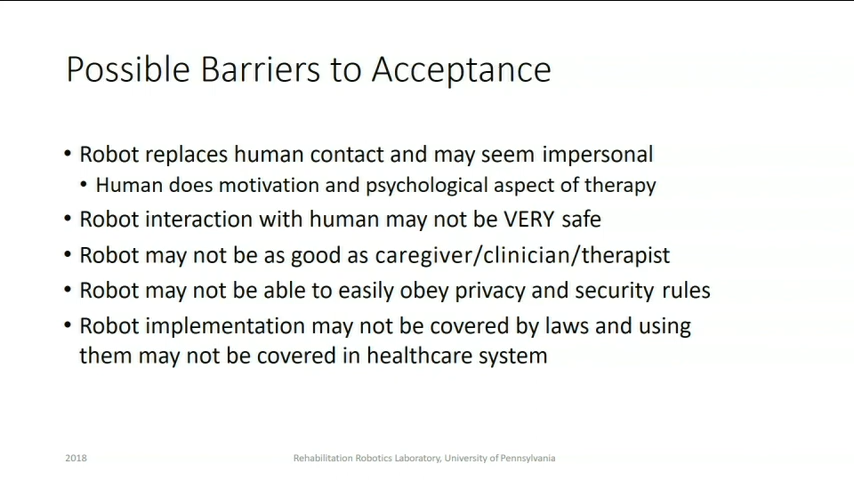 Possible Barriers to Acceptance
• Robot replaces human contact and may seem impersonal
• Human does motivation and psychological aspect of therapy
• Robot interaction with human may not be VERY safe
• Robot may not be as good as caregiver/clinician/therapist
• Robot may not be able to easily obey privacy and security rules
• Robot implementation may not be covered by laws and using
them may not be covered in healthcare system
2018
Rehabilitation Robotics Laboratory, University of Pennsylvania